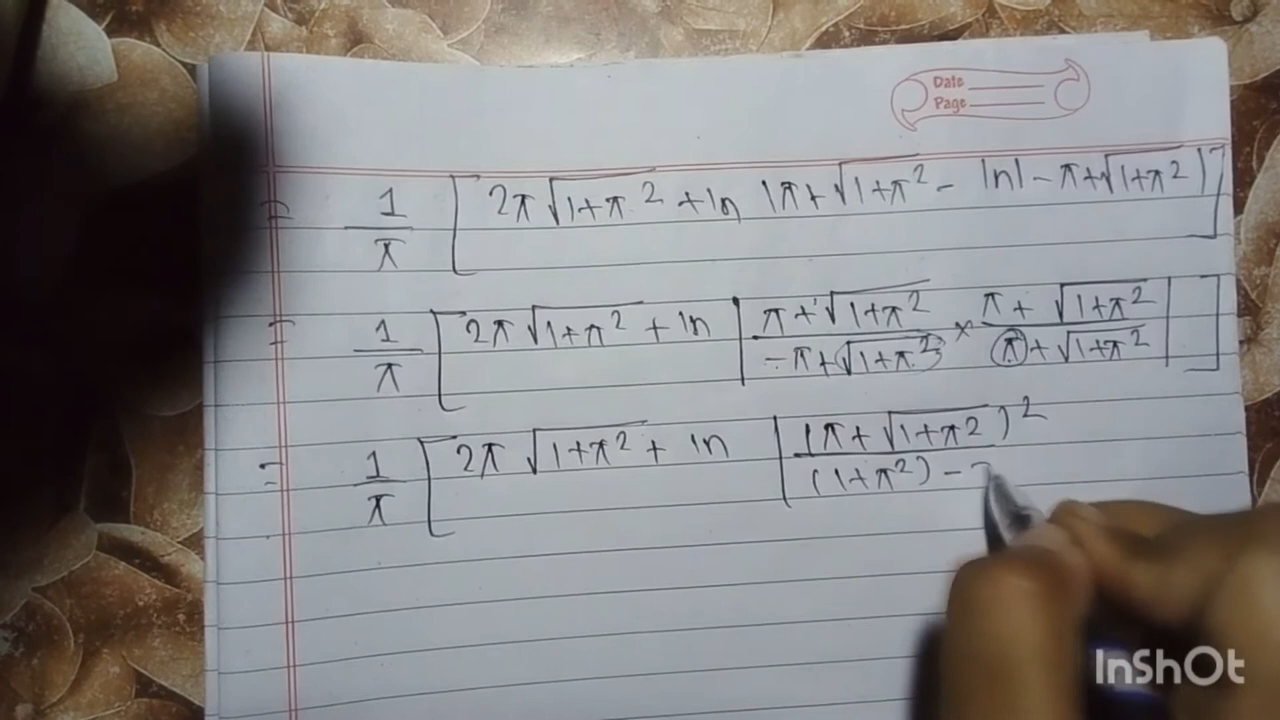 Date
Page
= 1/π [2π √(1+π²) + ln |π + √(1+π²) - ln|-π + √(1+π²)|]
= 1/π [2π √(1+π²) + ln |(π + √(1+π²))/(-π + √(1+π²)) × (π + √(1+π²))/(π + √(1+π²))|]
= 1/π [2π √(1+π²) + ln |(π + √(1+π²))²/(1+π²) -
InShOt